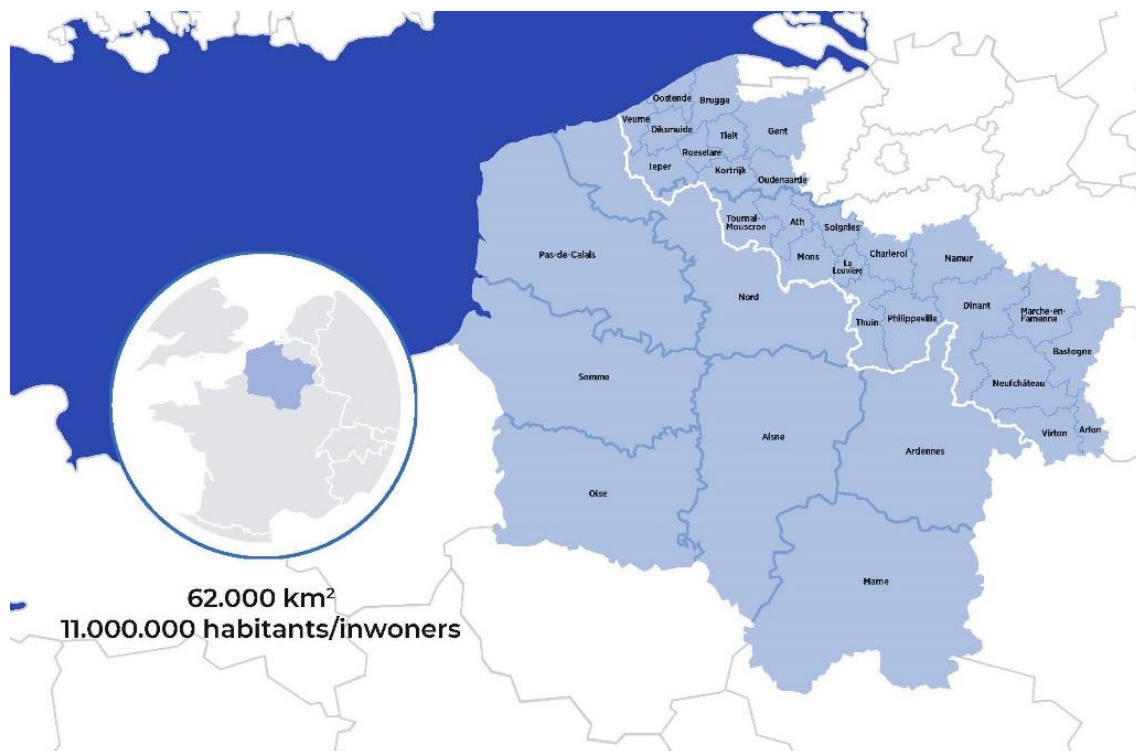 Oostende
Brugge
Veurne
Diksmuide
Tielt
Gent
Roeselare
Ieper
Kortrijk
Oudenaarde
Tournai-
Mouscron
Ath
Soignies
Mons
La
Louvière
Charleroi
Namur
Thuin
Philippeville
Dinant
Marche-en-
Famenne
Bastogne
Neufchâteau
Virton
Arlon
Pas-de-Calais
Nord
Somme
Aisne
Ardennes
Oise
Marne
62.000 km²
11.000.000 habitants/inwoners